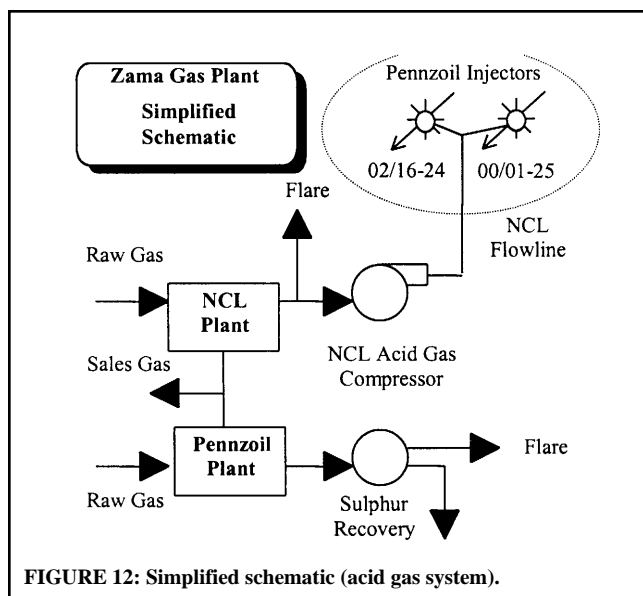 Zama Gas Plant
Simplified
Schematic
Pennzoil Injectors
02/16-24
00/01-25
Flare
NCL
Flowline
Raw Gas
NCL
Plant
NCL Acid Gas
Compressor
Sales Gas
Pennzoil
Plant
Flare
Raw Gas
Sulphur
Recovery
FIGURE 12: Simplified schematic (acid gas system).